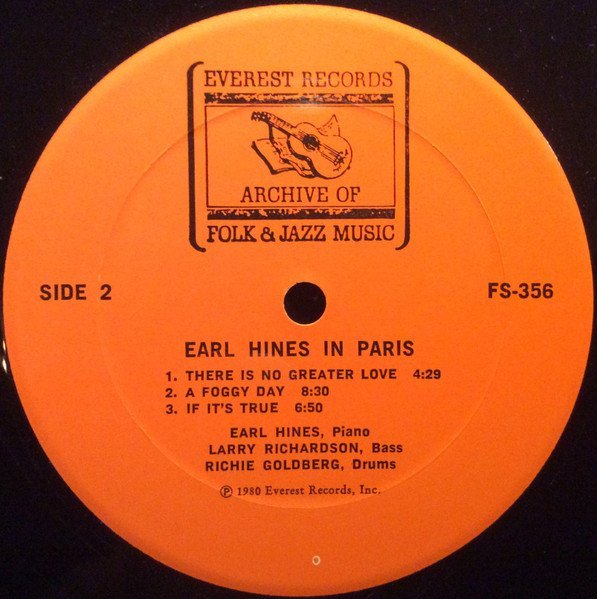 EVEREST RECORDS
ARCHIVE OF
FOLK & JAZZ MUSIC
SIDE 2
FS-356
EARL HINES IN PARIS
1. THERE IS NO GREATER LOVE 4:29
2. A FOGGY DAY 8:30
3. IF IT'S TRUE 6:50
EARL HINES, Piano
LARRY RICHARDSON, Bass
RICHIE GOLDBERG, Drums
℗ 1980 Everest Records, Inc.